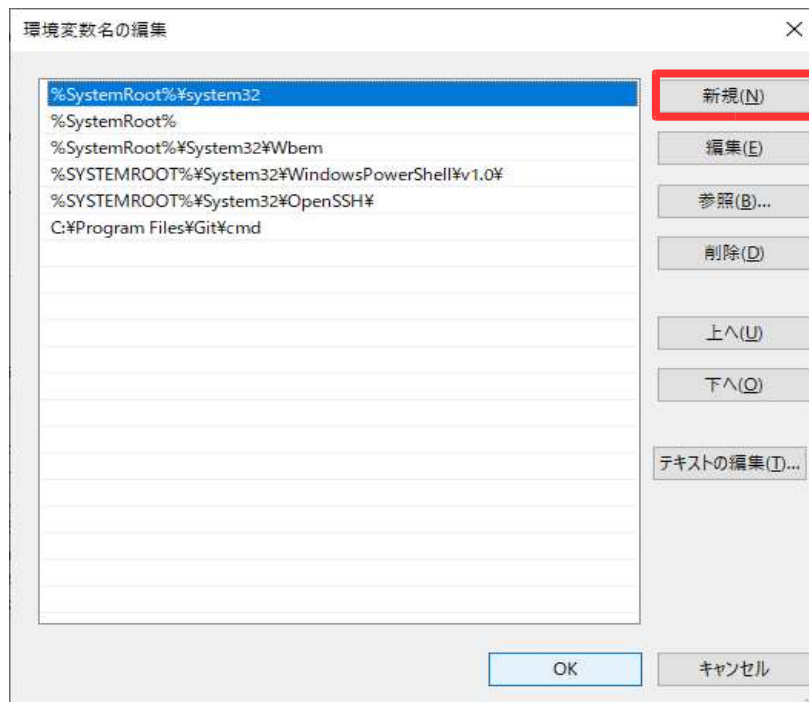 環境変数名の編集
%SystemRoot%¥system32
%SystemRoot%
%SystemRoot%¥System32¥Wbem
%SYSTEMROOT%¥System32¥WindowsPowerShell¥v1.0¥
%SYSTEMROOT%¥System32¥OpenSSH¥
C:¥Program Files¥Git¥cmd
新規(N)
編集(E)
参照(B)...
削除(D)
上へ(U)
下へ(O)
テキストの編集(T)...
OK
キャンセル